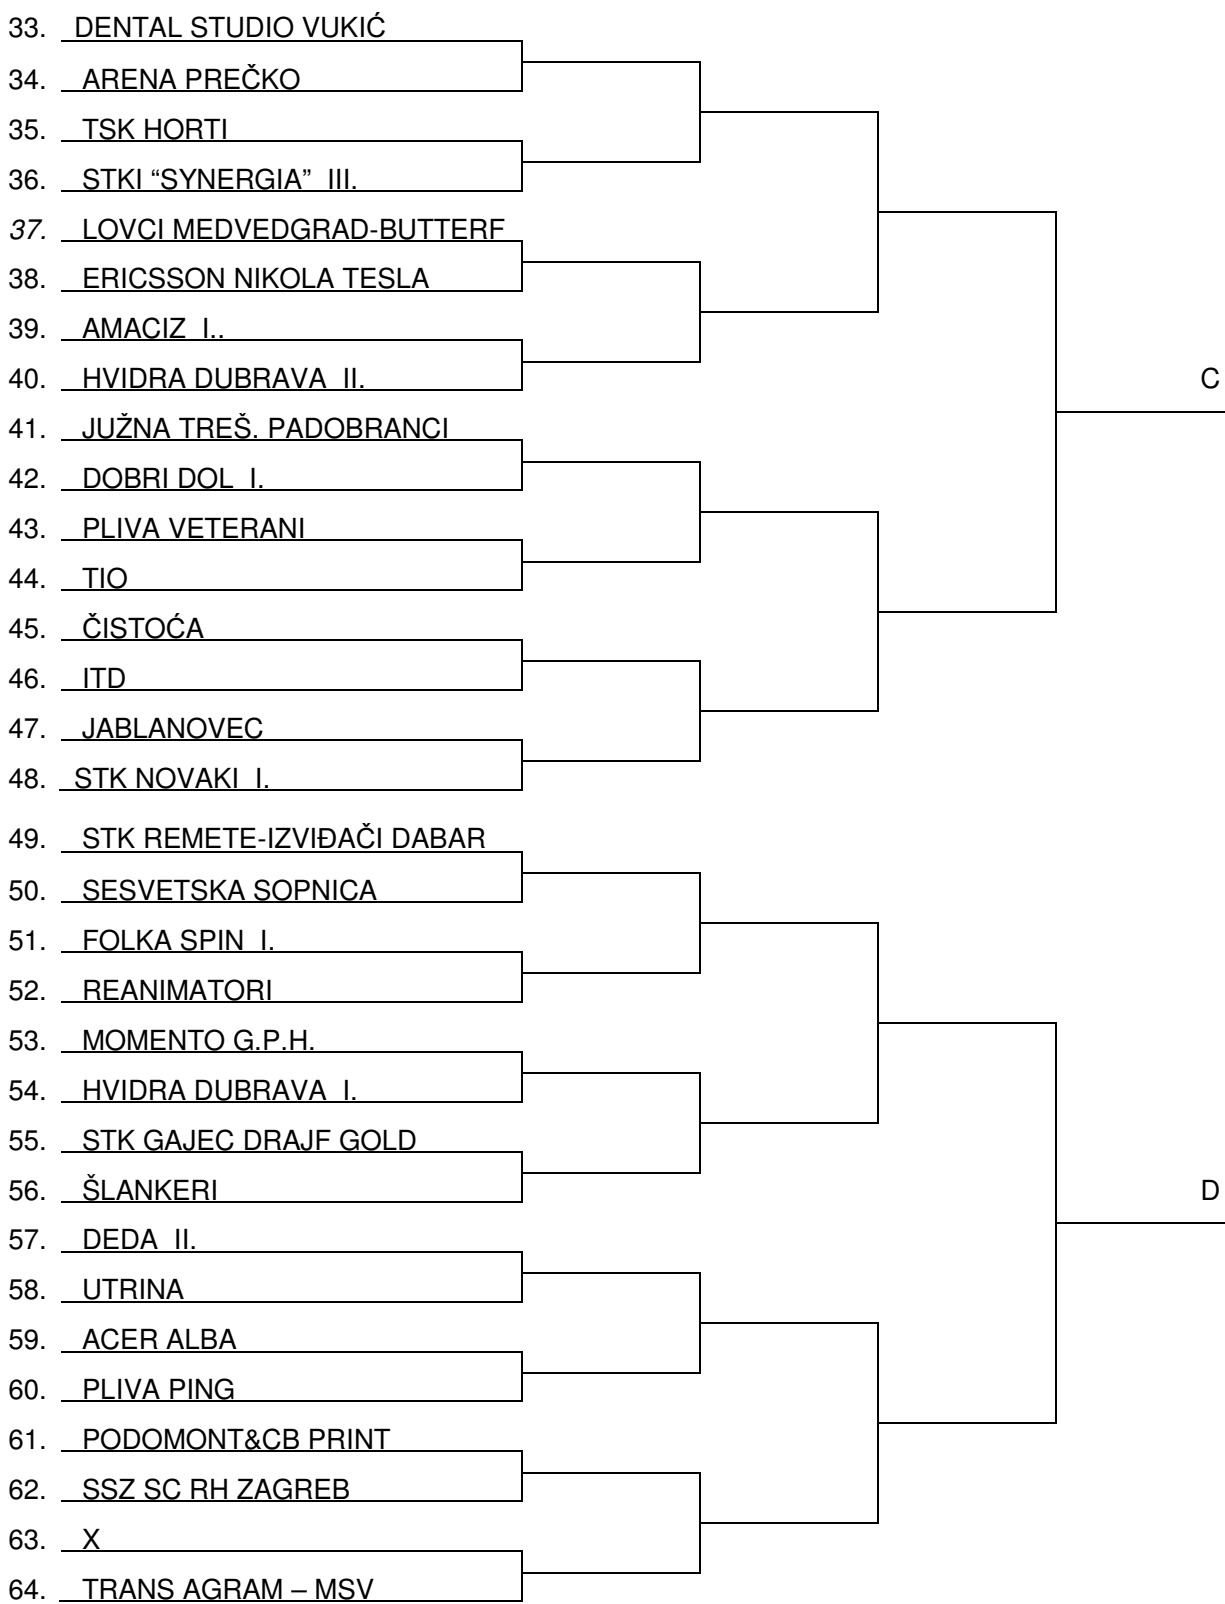 33. DENTAL STUDIO VUKIĆ
34. ARENA PREČKO
35. TSK HORTI
36. STKI “SYNERGIA” III.
37. LOVCI MEDVEDGRAD-BUTTERF
38. ERICSSON NIKOLA TESLA
39. AMACIZ I..
40. HVIDRA DUBRAVA II.
C
41. JUŽNA TREŠ. PADOBRANCI
42. DOBRI DOL I.
43. PLIVA VETERANI
44. TIO
45. ČISTOĆA
46. ITD
47. JABLANOVEC
48. STK NOVAKI I.
49. STK REMETE-IZVIĐAČI DABAR
50. SESVETSKA SOPNICA
51. FOLKA SPIN I.
52. REANIMATORI
53. MOMENTO G.P.H.
54. HVIDRA DUBRAVA I.
55. STK GAJEC DRAJF GOLD
56. ŠLANKERI
D
57. DEDA II.
58. UTRINA
59. ACER ALBA
60. PLIVA PING
61. PODOMONT&CB PRINT
62. SSZ SC RH ZAGREB
63. X
64. TRANS AGRAM – MSV